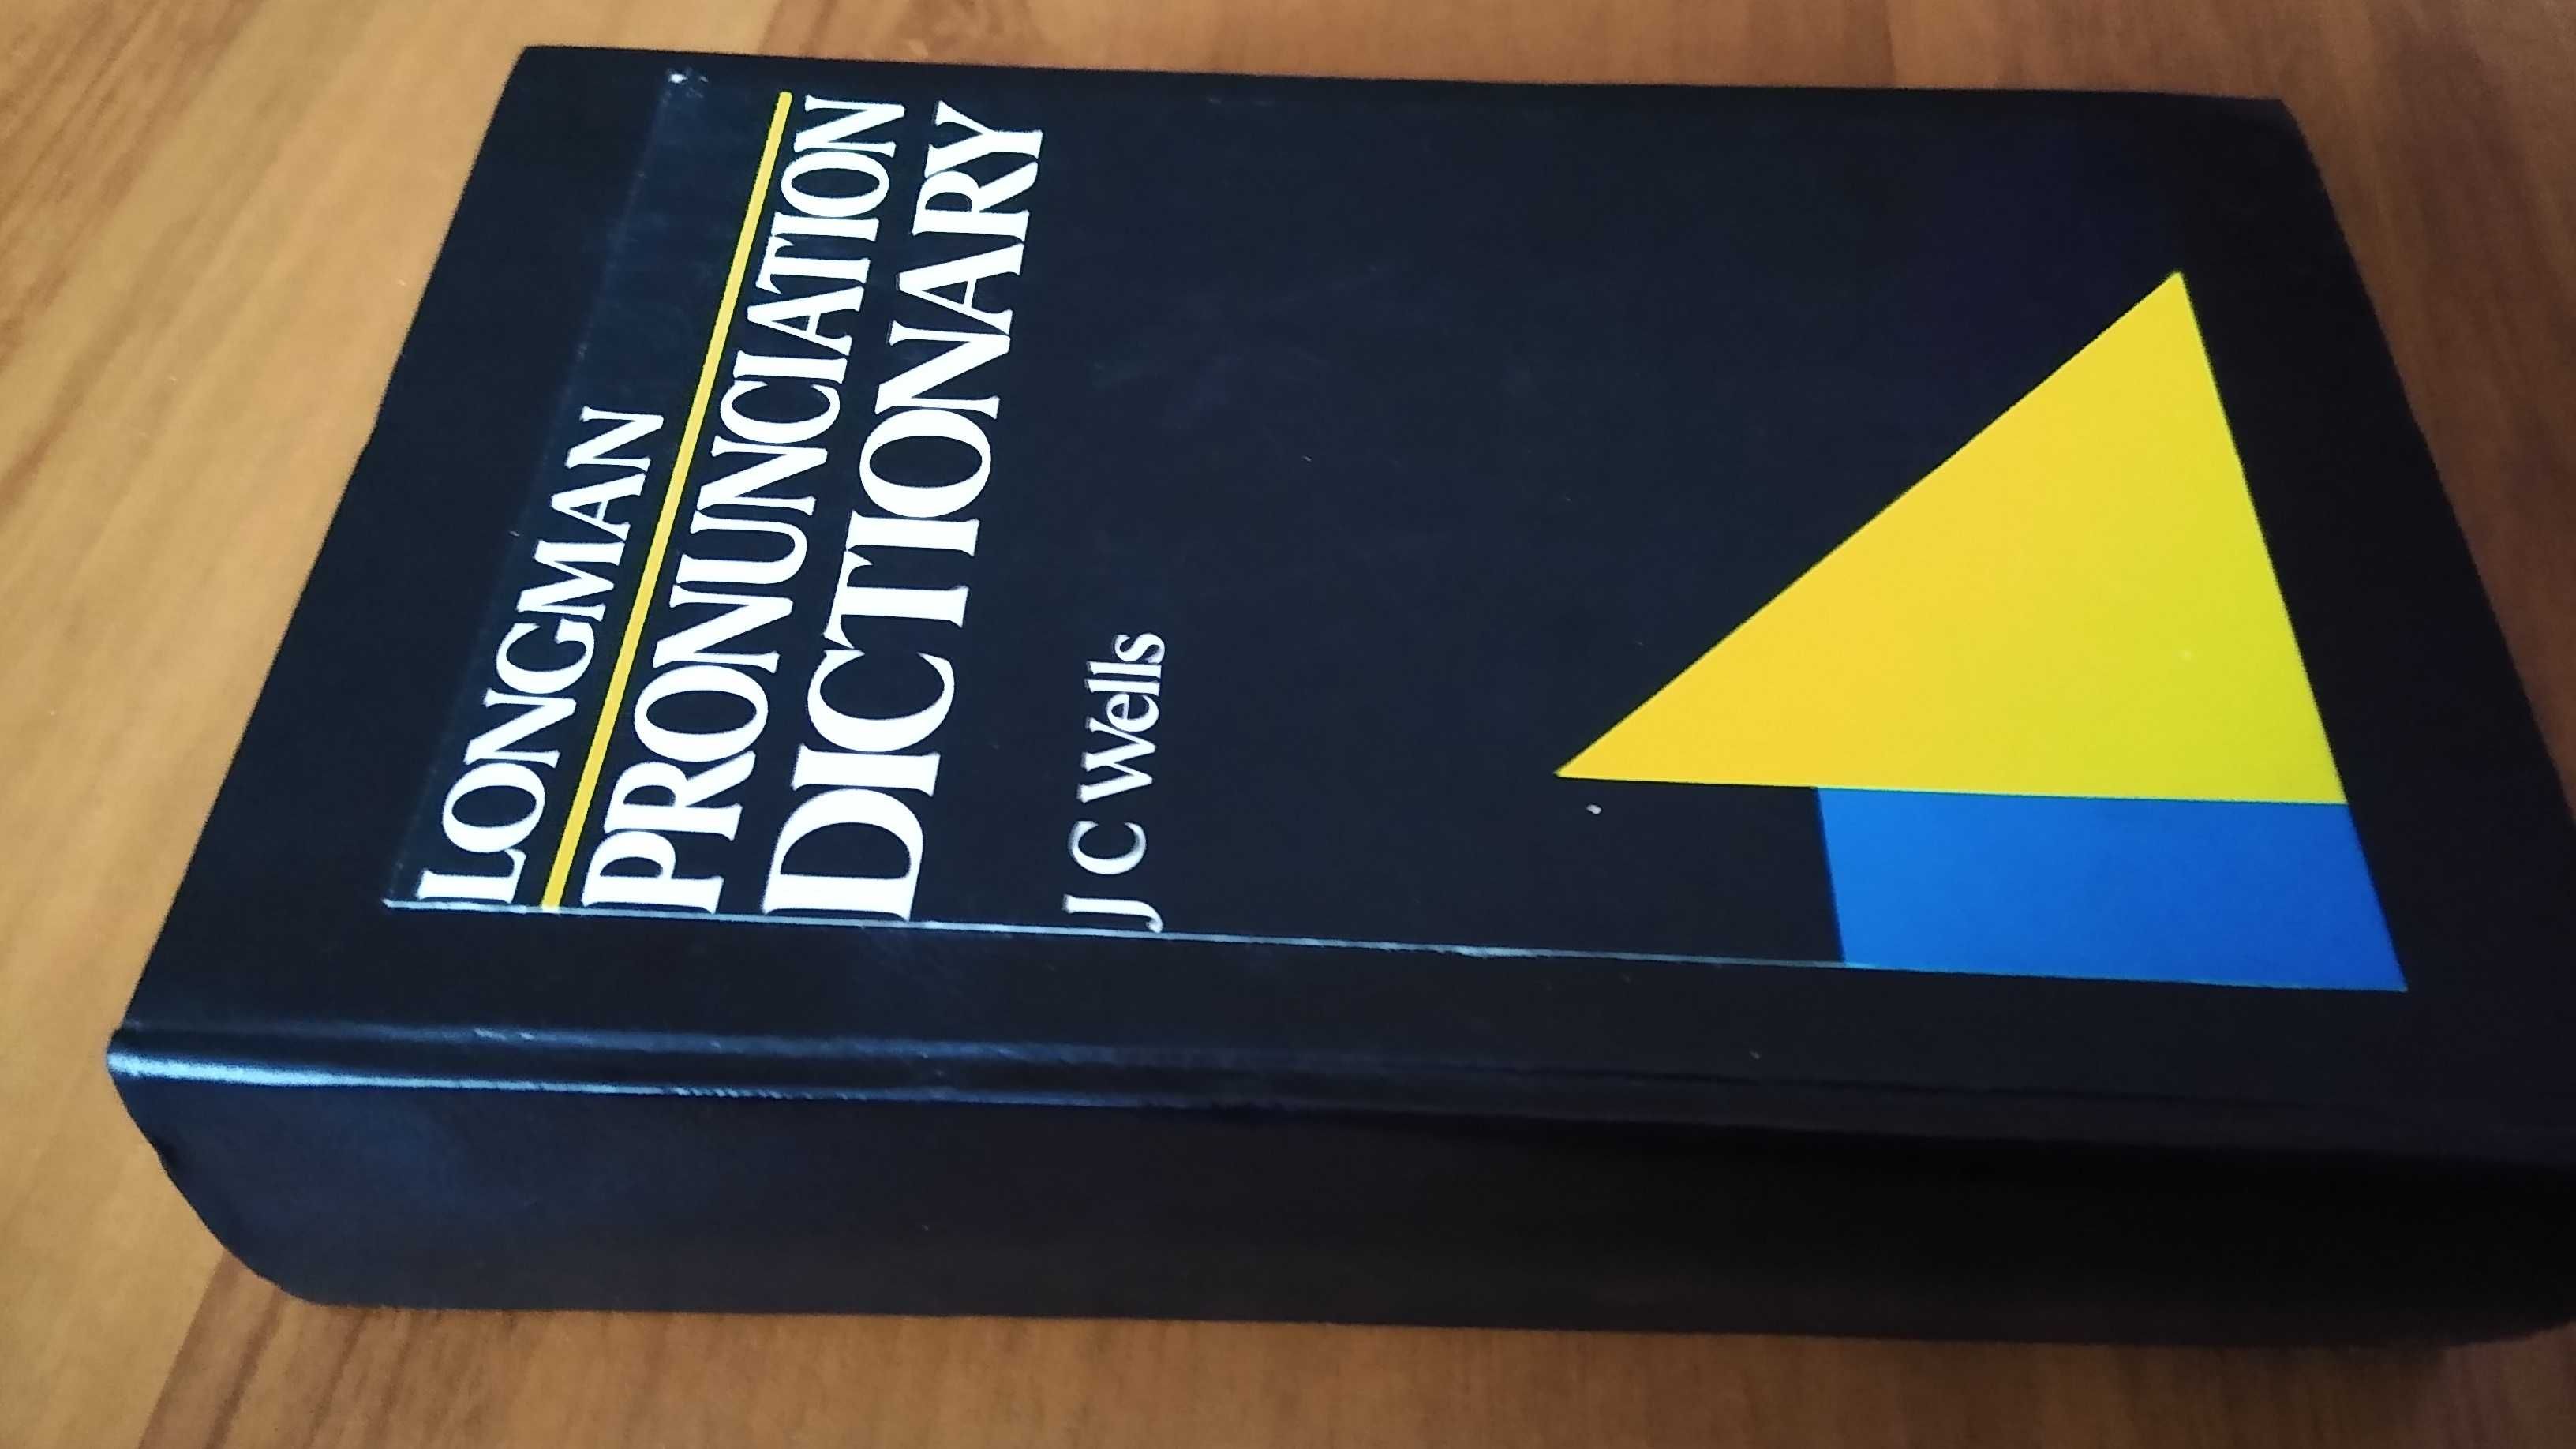 LONGMAN
PRONUNCIATION
DICTIONARY
J C Wells